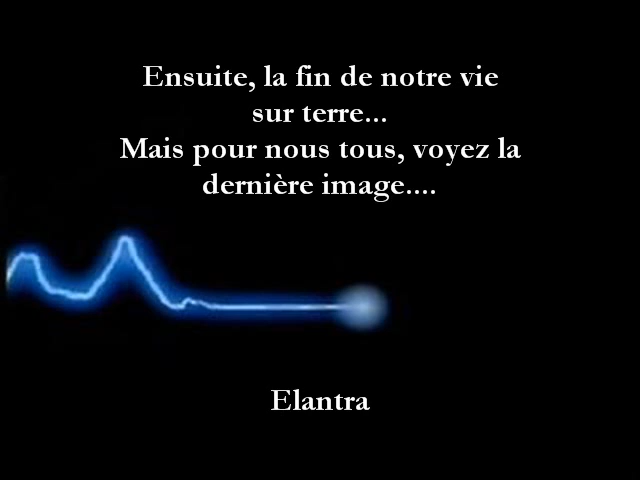 Ensuite, la fin de notre vie
sur terre...
Mais pour nous tous, voyez la
dernière image....
Elantra